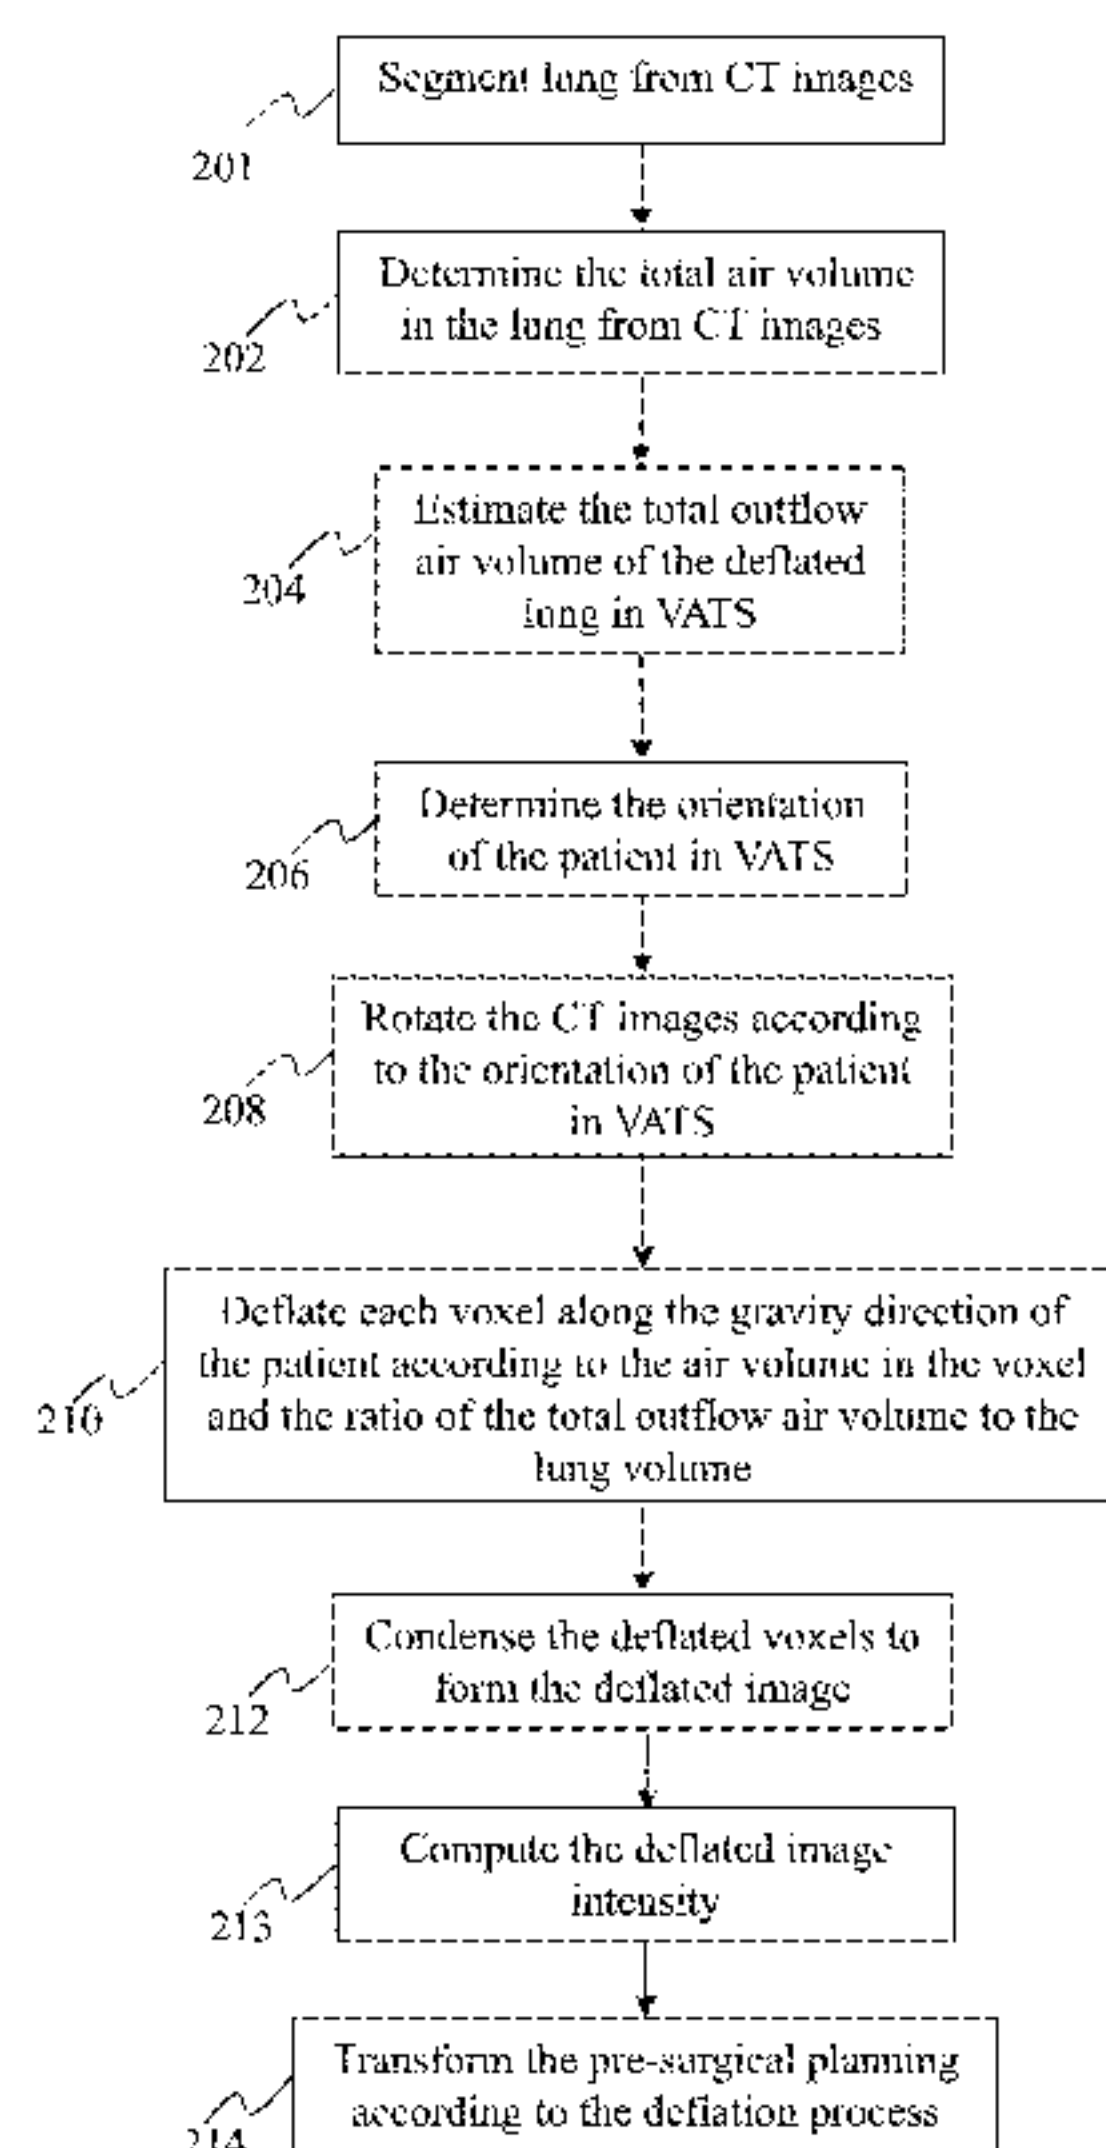 Segment lung from CT images
201
Determine the total air volume
in the lung from CT images
202
Estimate the total outflow
air volume of the deflated
lung in VATS
204
Determine the orientation
of the patient in VATS
206
Rotate the CT images according
to the orientation of the patient
in VATS
208
Deflate each voxel along the gravity direction of
the patient according to the air volume in the voxel
and the ratio of the total outflow air volume to the
lung volume
210
Condense the deflated voxels to
form the deflated image
212
Compute the deflated image
intensity
213
Transform the pre-surgical planning
according to the deflation process
214